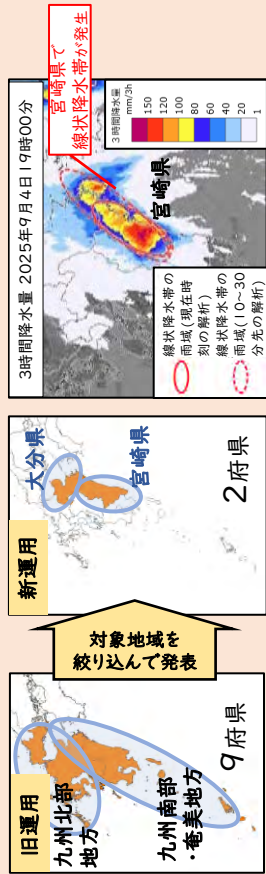 旧運用
九州北部
地方
九州南部
・奄美地方
9府県
対象地域を
絞り込んで発表
新運用
大分県
宮崎県
2府県
3時間降水量 2025年9月4日19時00分
宮崎県で
線状降水帯が発生
宮崎県
線状降水帯の
雨域(現在時
刻の解析)
線状降水帯の
雨域(10~30
分先の解析)
3時間降水量
mm/3h
150
120
100
80
60
40
20
1